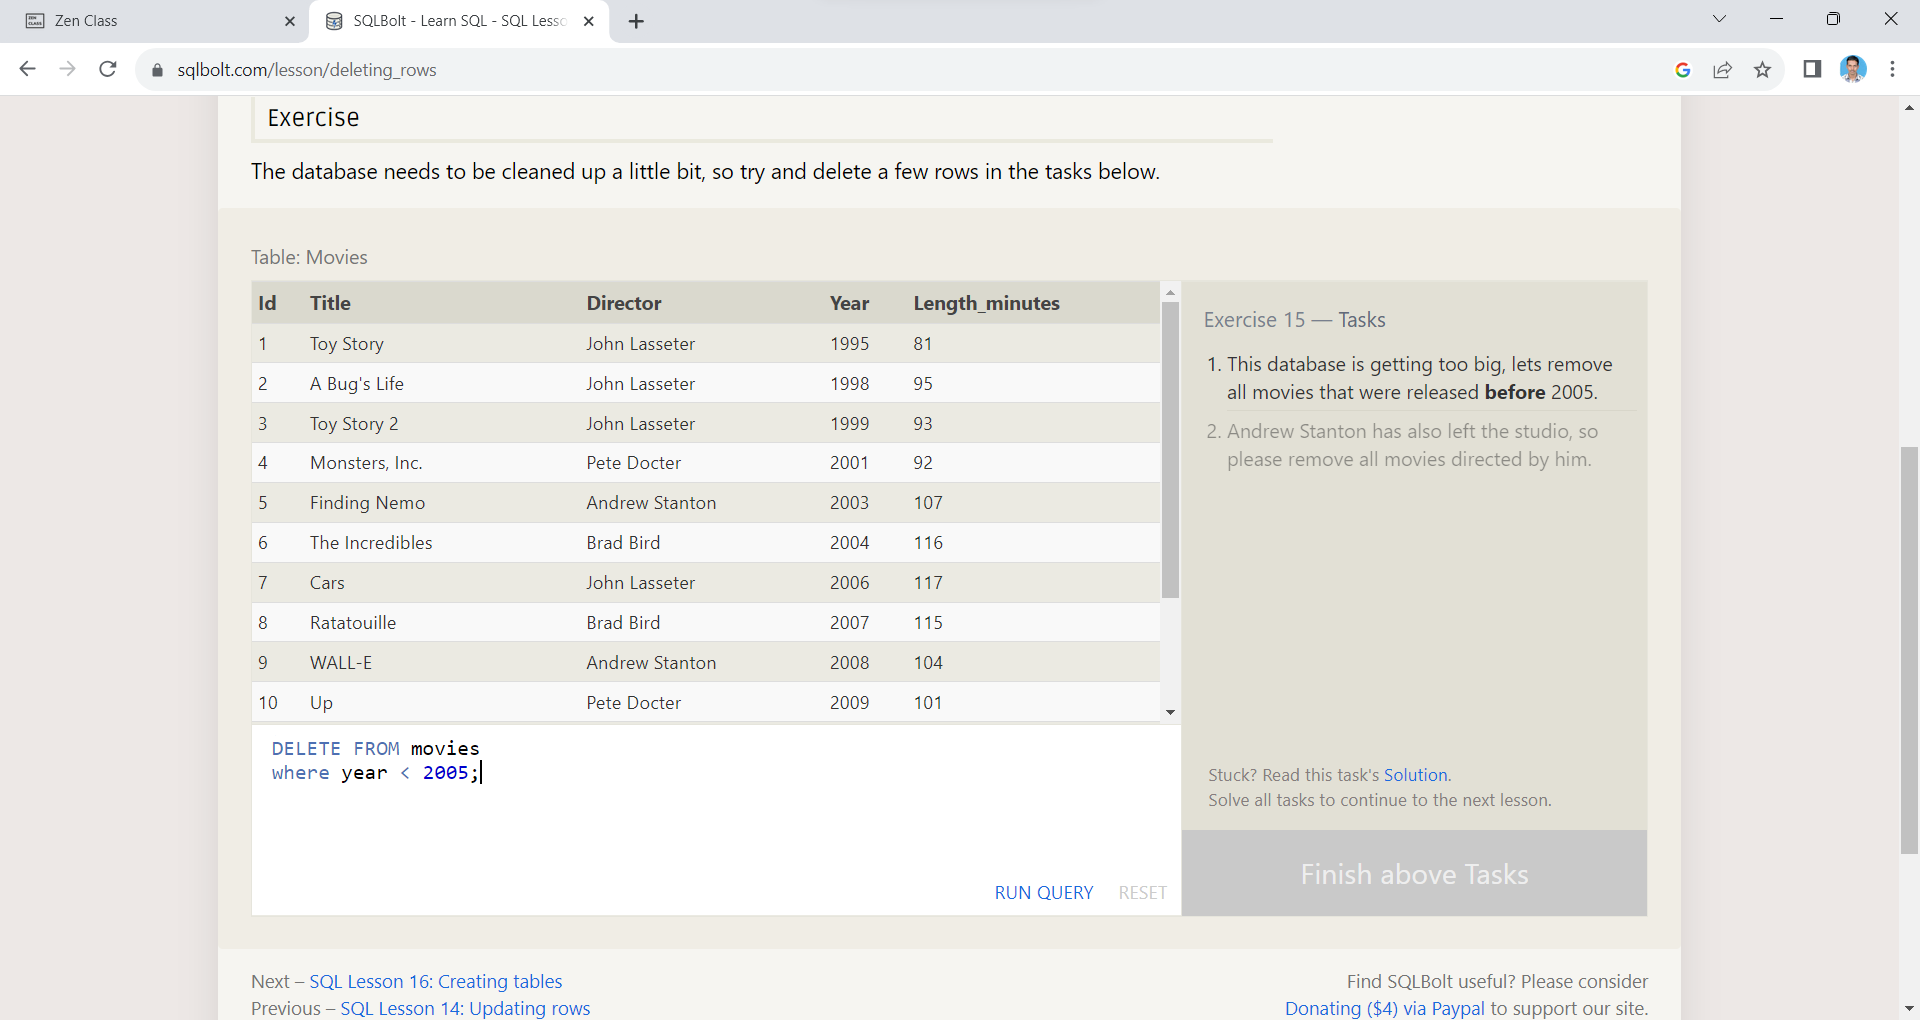 Zen Class
SQLBolt - Learn SQL - SQL Lesso
sqlbolt.com/lesson/deleting_rows
Exercise
The database needs to be cleaned up a little bit, so try and delete a few rows in the tasks below.
Table: Movies
Id Title Director Year Length_minutes
1 Toy Story John Lasseter 1995 81
2 A Bug's Life John Lasseter 1998 95
3 Toy Story 2 John Lasseter 1999 93
4 Monsters, Inc. Pete Docter 2001 92
5 Finding Nemo Andrew Stanton 2003 107
6 The Incredibles Brad Bird 2004 116
7 Cars John Lasseter 2006 117
8 Ratatouille Brad Bird 2007 115
9 WALL-E Andrew Stanton 2008 104
10 Up Pete Docter 2009 101
DELETE FROM movies
where year < 2005;
RUN QUERY RESET
Exercise 15 — Tasks
1. This database is getting too big, lets remove
all movies that were released before 2005.
2. Andrew Stanton has also left the studio, so
please remove all movies directed by him.
Stuck? Read this task's Solution.
Solve all tasks to continue to the next lesson.
Finish above Tasks
Next – SQL Lesson 16: Creating tables
Previous – SQL Lesson 14: Updating rows
Find SQLBolt useful? Please consider
Donating ($4) via Paypal to support our site.